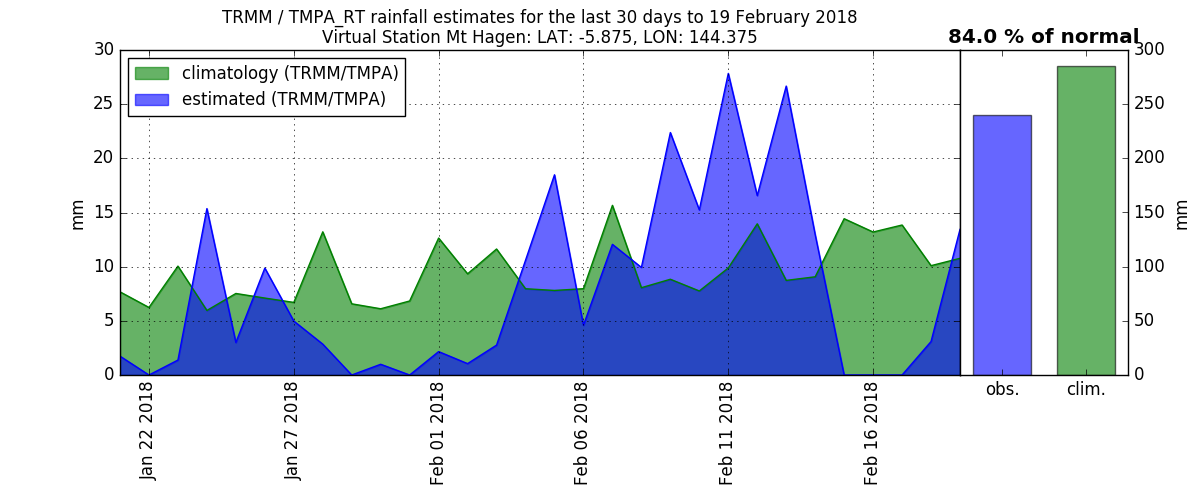 TRMM / TMPA_RT rainfall estimates for the last 30 days to 19 February 2018
Virtual Station Mt Hagen: LAT: -5.875, LON: 144.375
84.0 % of normal
climatology (TRMM/TMPA)
estimated (TRMM/TMPA)
30
25
20
15
10
5
0
mm
300
250
200
150
100
50
0
mm
Jan 22 2018
Jan 27 2018
Feb 01 2018
Feb 06 2018
Feb 11 2018
Feb 16 2018
obs.
clim.